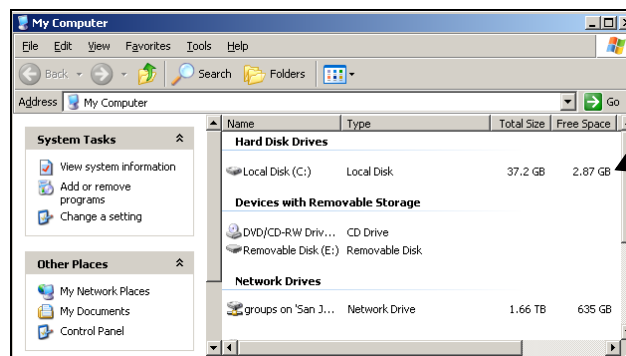 My Computer
File Edit View Favorites Tools Help
Back Search Folders
Address My Computer Go
Name Type Total Size Free Space
System Tasks
View system information
Add or remove
programs
Change a setting
Other Places
My Network Places
My Documents
Control Panel
Hard Disk Drives
Local Disk (C:) Local Disk 37.2 GB 2.87 GB
Devices with Removable Storage
DVD/CD-RW Driv... CD Drive
Removable Disk (E:) Removable Disk
Network Drives
groups on 'San J... Network Drive 1.66 TB 635 GB